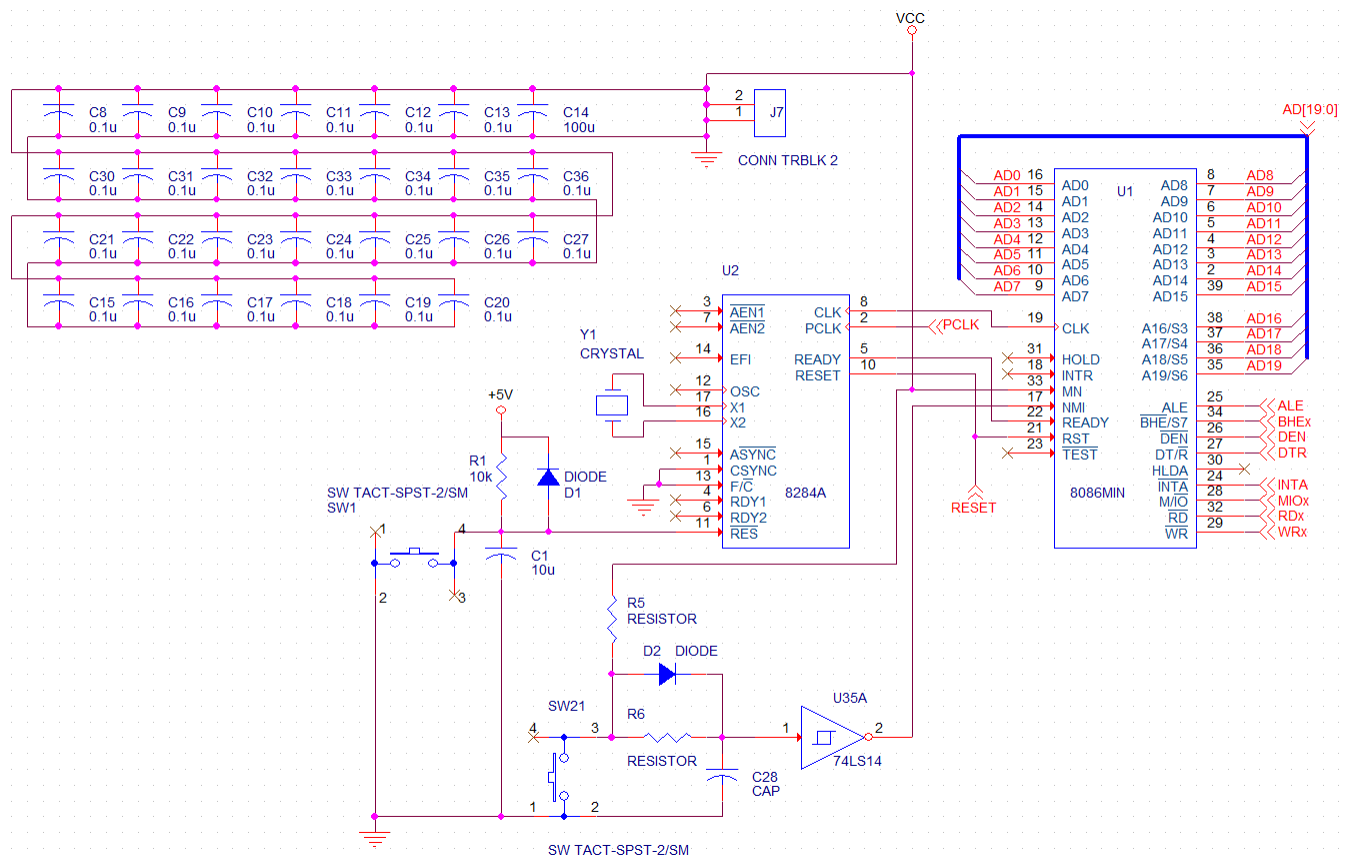 VCC
C8 C9 C10 C11 C12 C13 C14
0.1u 0.1u 0.1u 0.1u 0.1u 0.1u 100u
2
1
J7
CONN TRBLK 2
C30 C31 C32 C33 C34 C35 C36
0.1u 0.1u 0.1u 0.1u 0.1u 0.1u 0.1u
C21 C22 C23 C24 C25 C26 C27
0.1u 0.1u 0.1u 0.1u 0.1u 0.1u 0.1u
C15 C16 C17 C18 C19 C20
0.1u 0.1u 0.1u 0.1u 0.1u 0.1u
AD[19:0]
U1
AD0 16 AD0 AD8 8 AD8
AD1 15 AD1 AD9 7 AD9
AD2 14 AD2 AD10 6 AD10
AD3 13 AD3 AD11 5 AD11
AD4 12 AD4 AD12 4 AD12
AD5 11 AD5 AD13 3 AD13
AD6 10 AD6 AD14 2 AD14
AD7 9 AD7 AD15 39 AD15
19 CLK A16/S3 38 AD16
A17/S4 37 AD17
31 HOLD A18/S5 36 AD18
18 INTR A19/S6 35 AD19
33 MN
17 NMI ALE 25 ALE
22 READY BHE/S7 34 BHEx
21 RST DEN 26 DEN
23 TEST DT/R 27 DTR
HLDA 30
INTA 24 INTA
8086MIN M/IO 28 MIOx
RD 32 RDx
WR 29 WRx
U2
3 AEN1 CLK 8
7 AEN2 PCLK 2 PCLK
14 EFI READY 5
RESET 10
12 OSC
17 X1
16 X2
15 ASYNC
1 CSYNC
13 F/C
4 RDY1 8284A
6 RDY2
11 RES
RESET
Y1
CRYSTAL
+5V
R1
10k
DIODE
D1
SW TACT-SPST-2/SM
SW1
1 4
2 3
C1
10u
R5
RESISTOR
D2 DIODE
SW21
4 3
R6
RESISTOR
1 2
C28
CAP
U35A
1 2
74LS14
SW TACT-SPST-2/SM